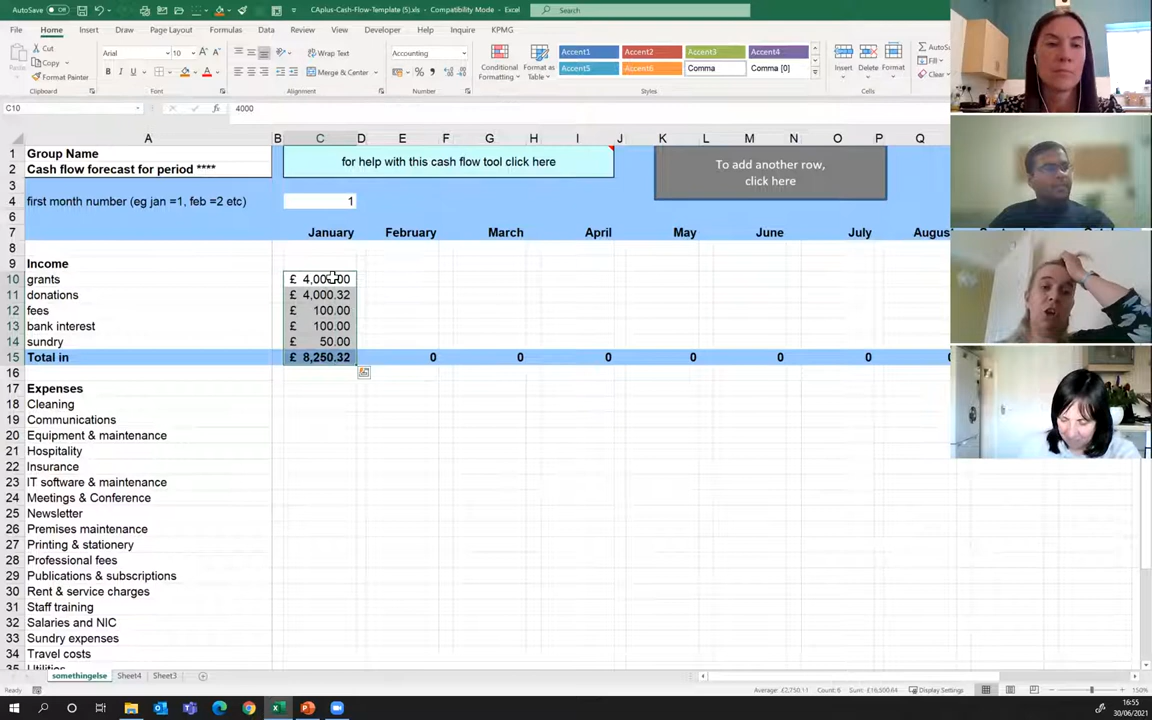 AutoSave Off
CAplus-Cash-Flow-Template (5).xls - Compatibility Mode - Excel
Search
File Home Insert Draw Page Layout Formulas Data Review View Developer Help Inquire KPMG
Paste Cut Copy Format Painter
Arial 10 Wrap Text Accounting
Merge & Center
Conditional Formatting Format as Table
Accent1 Accent2 Accent3 Accent4
Accent5 Accent6 Comma Comma [0]
Insert Delete Format
Fill
Clear
Clipboard Font Alignment Number Styles Cells
C10 fx 4000
A B C D E F G H I J K L M N O P Q
1 Group Name
for help with this cash flow tool click here
To add another row,
click here
2 Cash flow forecast for period ****
3
4 first month number (eg jan =1, feb =2 etc) 1
6
7 January February March April May June July Augus
8
9 Income
10 grants £ 4,000.00
11 donations £ 4,000.32
12 fees £ 100.00
13 bank interest £ 100.00
14 sundry £ 50.00
15 Total in £ 8,250.32 0 0 0 0 0 0
16
17 Expenses
18 Cleaning
19 Communications
20 Equipment & maintenance
21 Hospitality
22 Insurance
23 IT software & maintenance
24 Meetings & Conference
25 Newsletter
26 Premises maintenance
27 Printing & stationery
28 Professional fees
29 Publications & subscriptions
30 Rent & service charges
31 Staff training
32 Salaries and NIC
33 Sundry expenses
34 Travel costs
35 Utilities
somethingelse Sheet4 Sheet3
Ready Average: £2,750.11 Count: 6 Sum: £16,500.64 Display Settings 150%
16:55
30/06/2021